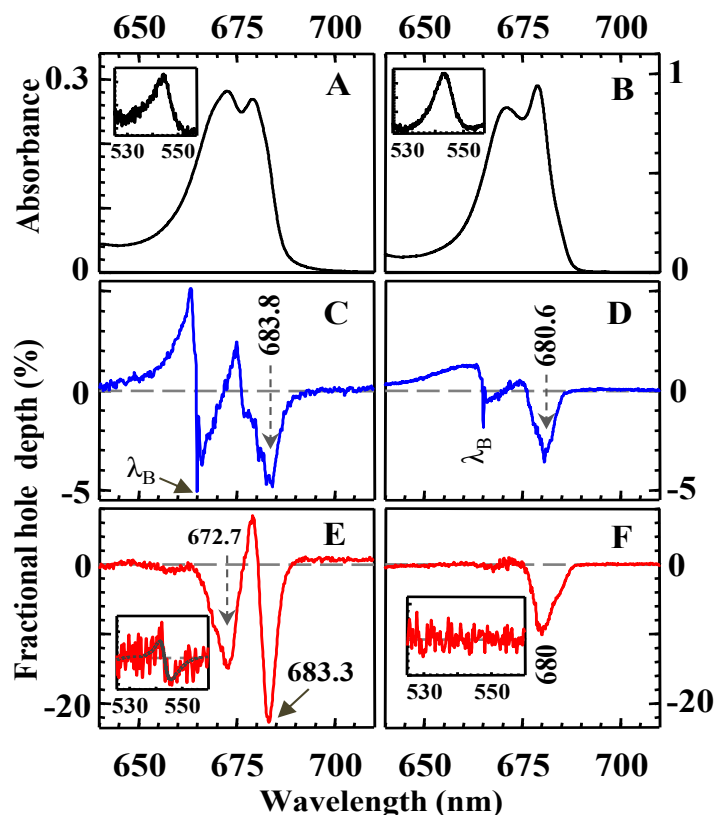 650 675 700 650 675 700
0.3 A B 1
530 550 530 550
Absorbance
0 0
C 683.8 D 680.6
0 0
λB λB
-5 -5
E 672.7 F
0 0
530 550 683.3 530 550 680
-20 -20
Fractional hole depth (%)
650 675 700 650 675 700
Wavelength (nm)